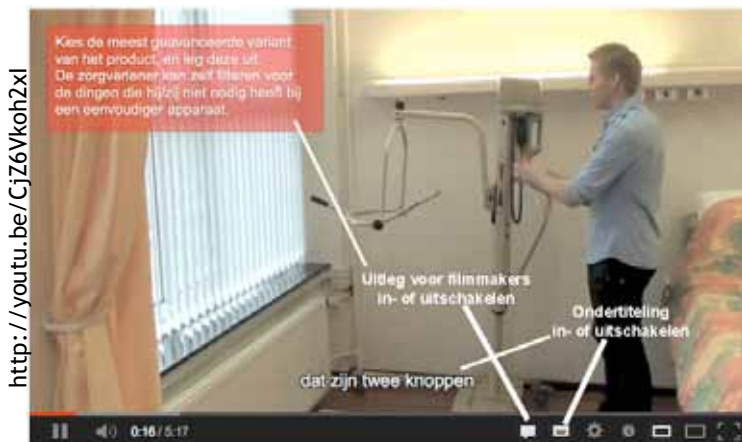 http://youtu.be/CjZ6Vkoh2xI
Kies de meest geavanceerde variant
van het product, en leg deze uit.
De zorgverlener kan zelf filteren voor
de dingen die hij/zij niet nodig heeft bij
een eenvoudiger apparaat.
Uitleg voor filmmakers
in- of uitschakelen
Ondertiteling
in- of uitschakelen
dat zijn twee knoppen
0:16 / 5:17